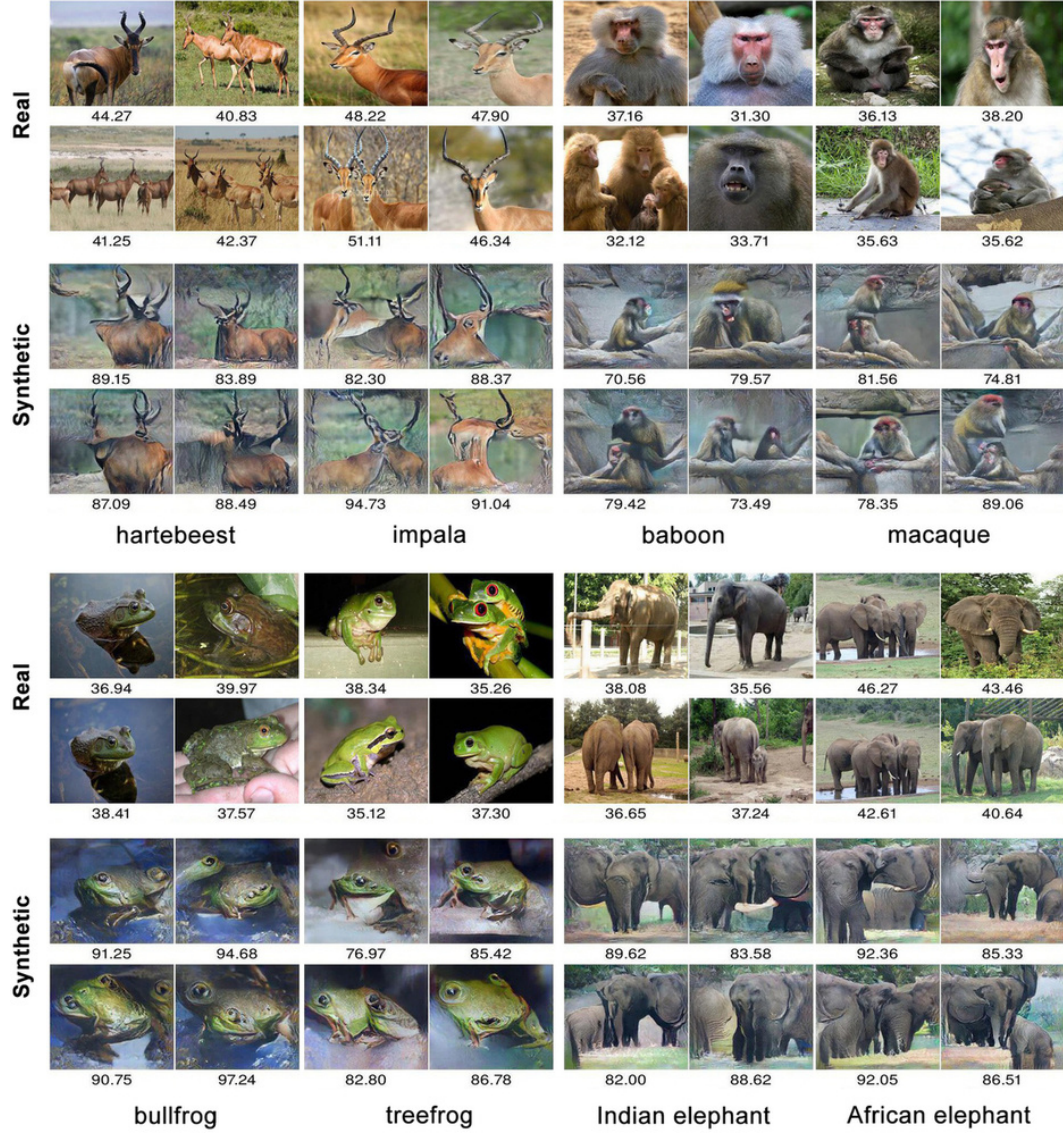 Real
44.27 40.83 48.22 47.90 37.16 31.30 36.13 38.20
41.25 42.37 51.11 46.34 32.12 33.71 35.63 35.62
Synthetic
89.15 83.89 82.30 88.37 70.56 79.57 81.56 74.81
87.09 88.49 94.73 91.04 79.42 73.49 78.35 89.06
hartebeest impala baboon macaque
Real
36.94 39.97 38.34 35.26 38.08 35.56 46.27 43.46
38.41 37.57 35.12 37.30 36.65 37.24 42.61 40.64
Synthetic
91.25 94.68 76.97 85.42 89.62 83.58 92.36 85.33
90.75 97.24 82.80 86.78 82.00 88.62 92.05 86.51
bullfrog treefrog Indian elephant African elephant